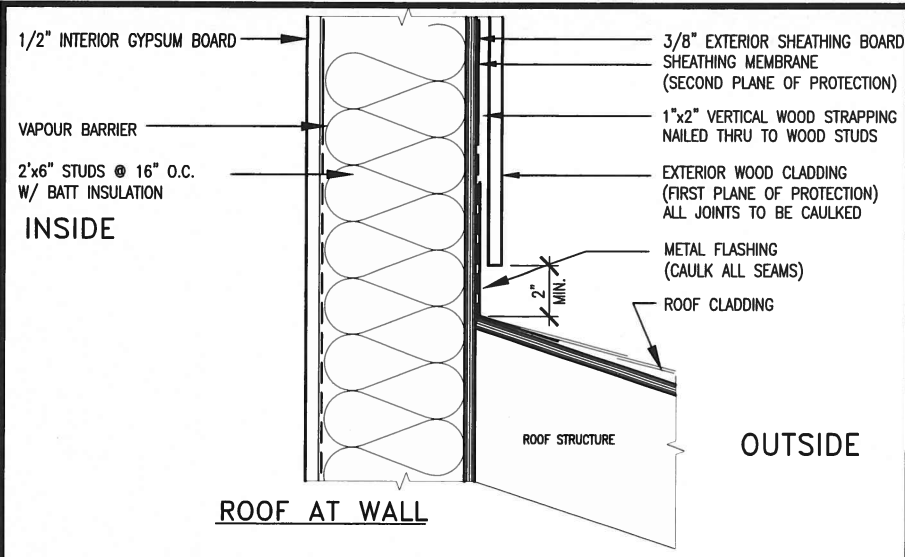 1/2" INTERIOR GYPSUM BOARD
VAPOUR BARRIER
2'x6" STUDS @ 16" O.C.
W/ BATT INSULATION
INSIDE
3/8" EXTERIOR SHEATHING BOARD
SHEATHING MEMBRANE
(SECOND PLANE OF PROTECTION)
1"x2" VERTICAL WOOD STRAPPING
NAILED THRU TO WOOD STUDS
EXTERIOR WOOD CLADDING
(FIRST PLANE OF PROTECTION)
ALL JOINTS TO BE CAULKED
METAL FLASHING
(CAULK ALL SEAMS)
2"
MIN.
ROOF CLADDING
ROOF STRUCTURE
OUTSIDE
ROOF AT WALL